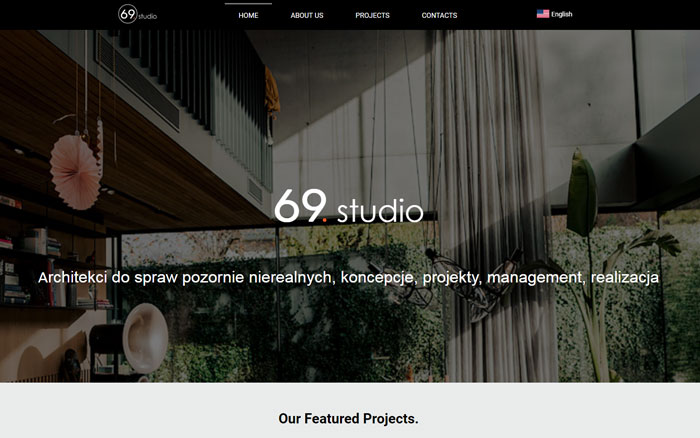 69 studio
HOME ABOUT US PROJECTS CONTACTS
English
69. studio
Architekci do spraw pozornie nierealnych, koncepcje, projekty, management, realizacja
Our Featured Projects.